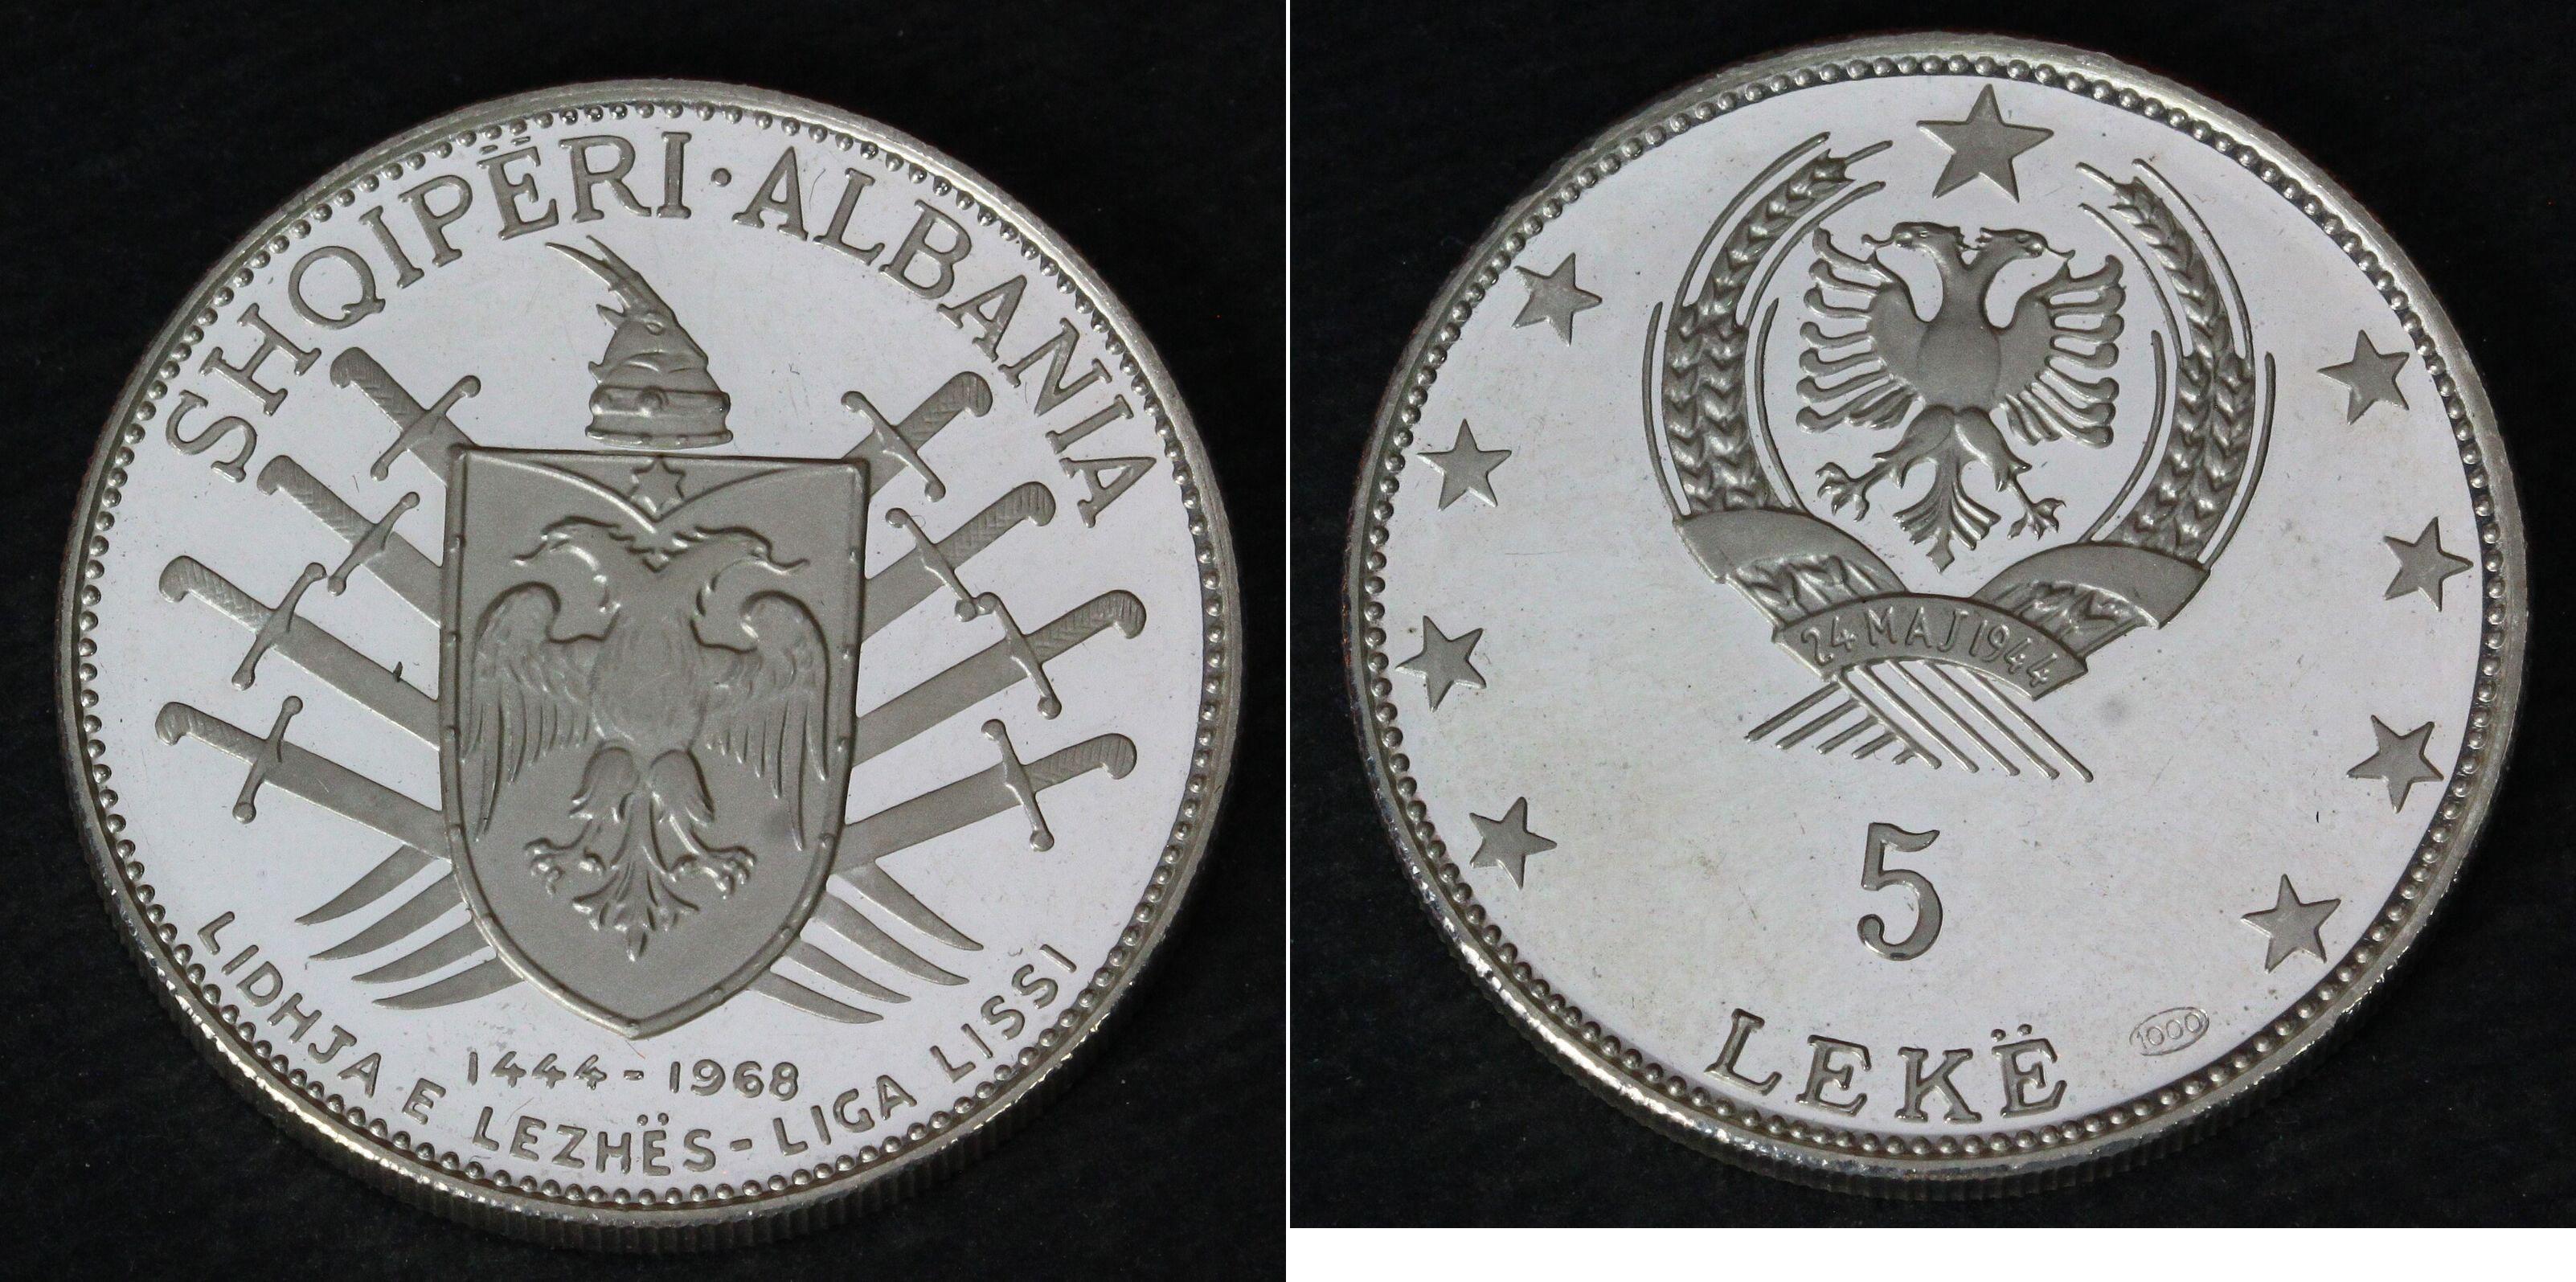 SHQIPËRI · ALBANIA
1444 - 1968
LIDHJA E LEZHËS - LIGA LISSI
24 MAJ 1944
5
LEKË
1000